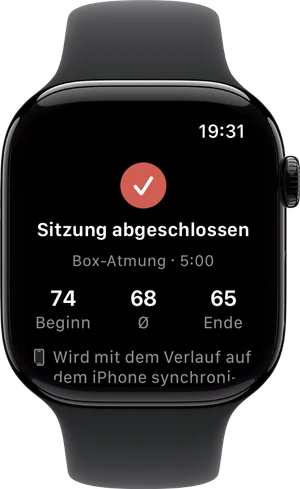 19:31
Sitzung abgeschlossen
Box-Atmung · 5:00
74 68 65
Beginn Ø Ende
Wird mit dem Verlauf auf
dem iPhone synchroni-